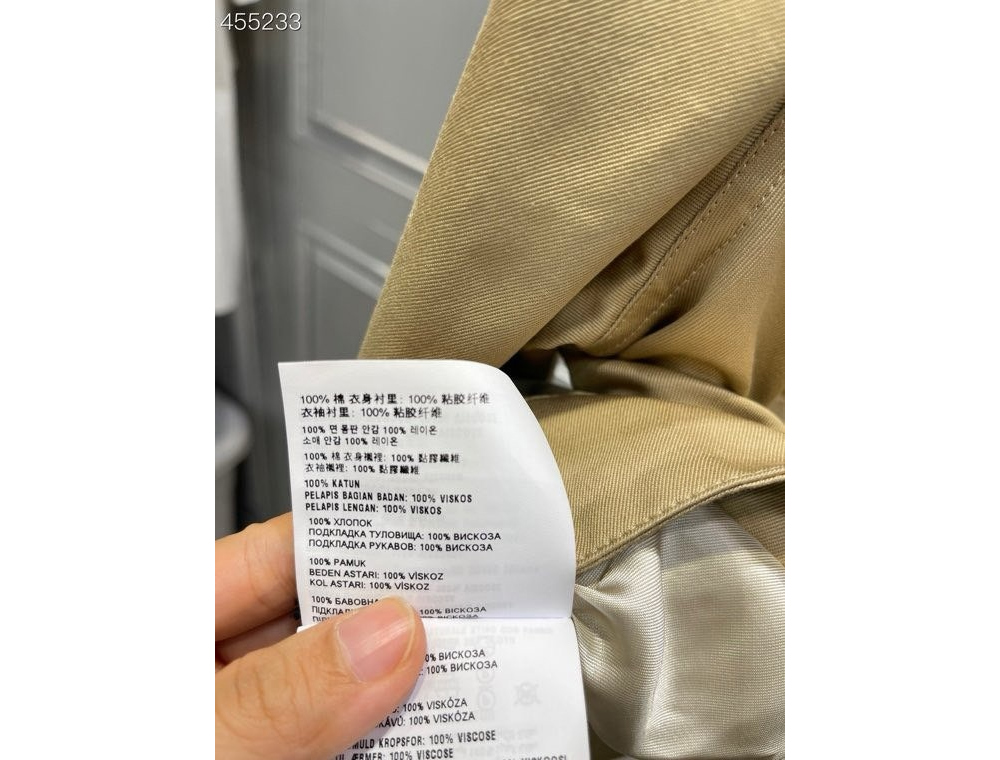 455233
100% 棉 衣身衬里: 100% 粘胶纤维
衣袖衬里: 100% 粘胶纤维
100% 면 몸판 안감 100% 레이온
소매 안감 100% 레이온
100% 棉 衣身襯裡: 100% 黏膠纖維
衣袖襯裡: 100% 黏膠纖維
100% KATUN
PELAPIS BAGIAN BADAN: 100% VISKOS
PELAPIS LENGAN: 100% VISKOS
100% ХЛОПОК
ПОДКЛАДКА ТУЛОВИЩА: 100% ВИСКОЗА
ПОДКЛАДКА РУКАВОВ: 100% ВИСКОЗА
100% PAMUK
BEDEN ASTARI: 100% VİSKOZ
KOL ASTARI: 100% VİSKOZ
100% БАВОВНА
100% ВІСКОЗА
ВИСКОЗА
100% ВИСКОЗА
100% VISKÓZA
100% VISKÓZA
KROPSFOR: 100% VISCOSE
ÆRMER: 100% VISCOSE